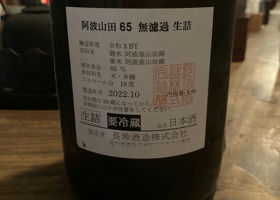 阿波山田 65 無濾過 生詰
醸造年度 令和3BY
原料米 麹米 阿波産山田錦
掛米 阿波産山田錦
精米歩合 65 %
原材料名 米・米麹
アルコール分 19度
製造年月 2022.10
生詰 要冷蔵
品目 日本酒
製造者 長珍酒造株式会社